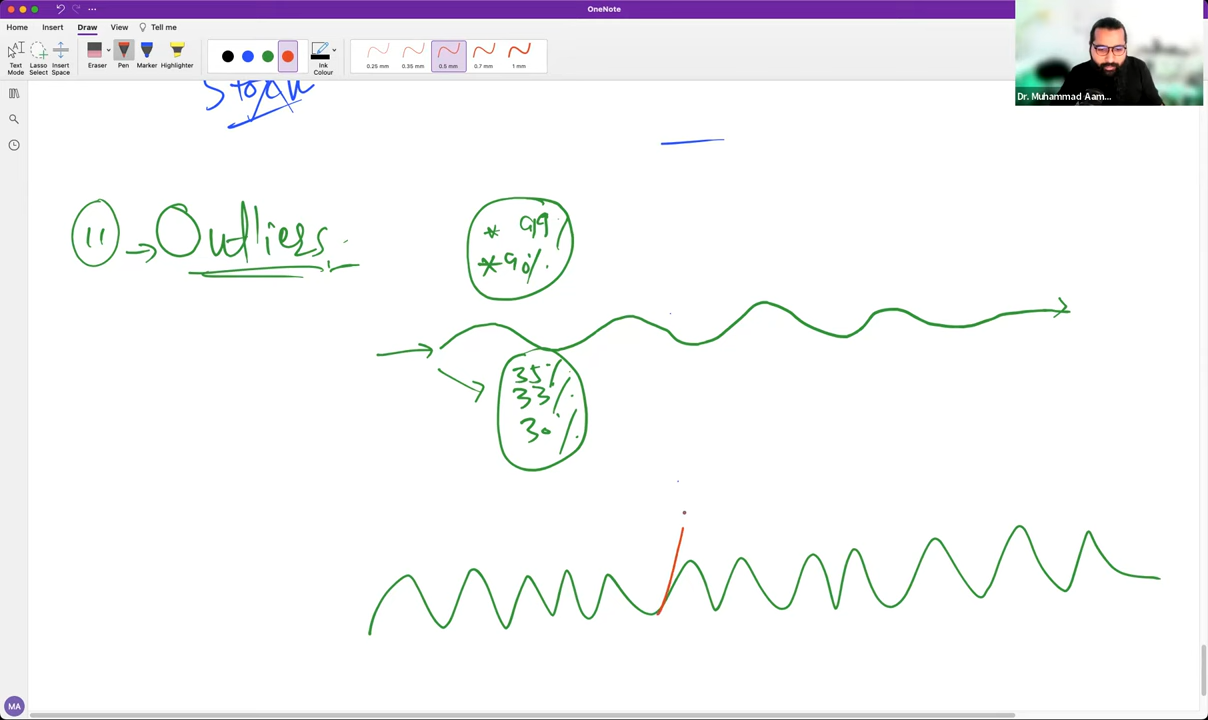 OneNote
Home Insert Draw View Tell me
Text Mode
Lasso Select
Insert Space
Eraser
Pen
Marker
Highlighter
Ink Colour
0.25 mm
0.35 mm
0.5 mm
0.7 mm
1 mm
Dr. Muhammad Aam...
11 → Outliers
* 99%
* 90%
35%
33%
30%
MA